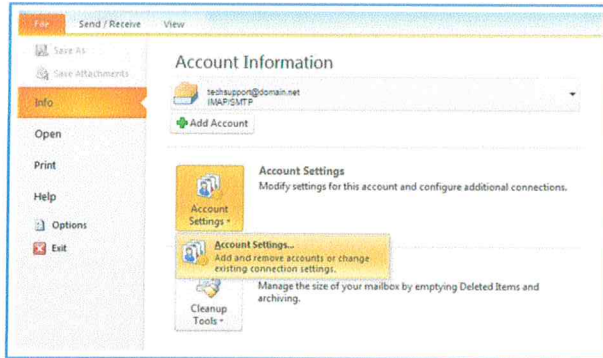 File Send / Receive View
Save As
Save Attachments
Info
Open
Print
Help
Options
Exit
Account Information
techsupport@domain.net
IMAP/SMTP
Add Account
Account Settings
Modify settings for this account and configure additional connections.
Account
Settings
Account Settings...
Add and remove accounts or change
existing connection settings.
Manage the size of your mailbox by emptying Deleted Items and
archiving.
Cleanup
Tools